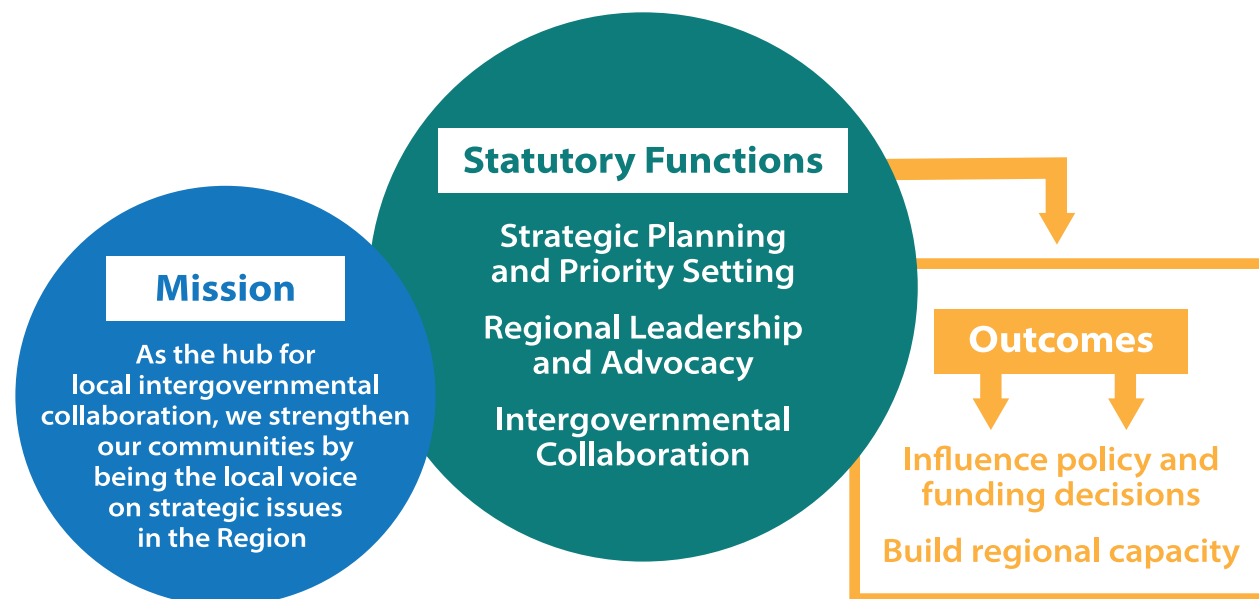 Mission
As the hub for
local intergovernmental
collaboration, we strengthen
our communities by
being the local voice
on strategic issues
in the Region
Statutory Functions
Strategic Planning
and Priority Setting
Regional Leadership
and Advocacy
Intergovernmental
Collaboration
Outcomes
Influence policy and
funding decisions
Build regional capacity